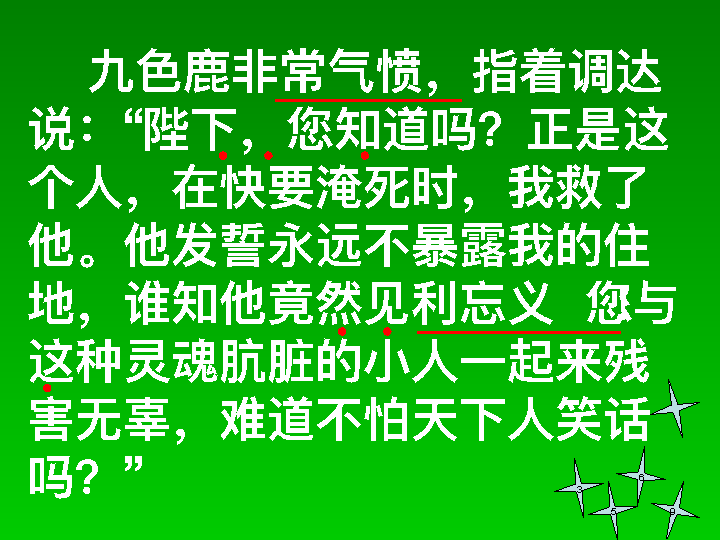 九色鹿非常气愤，指着调达
说：“陛下，您知道吗？正是这
个人，在快要淹死时，我救了
他。他发誓永远不暴露我的住
地，谁知他竟然见利忘义！您与
这种灵魂肮脏的小人一起来残
害无辜，难道不怕天下人笑话
吗？”
6
3
5
9